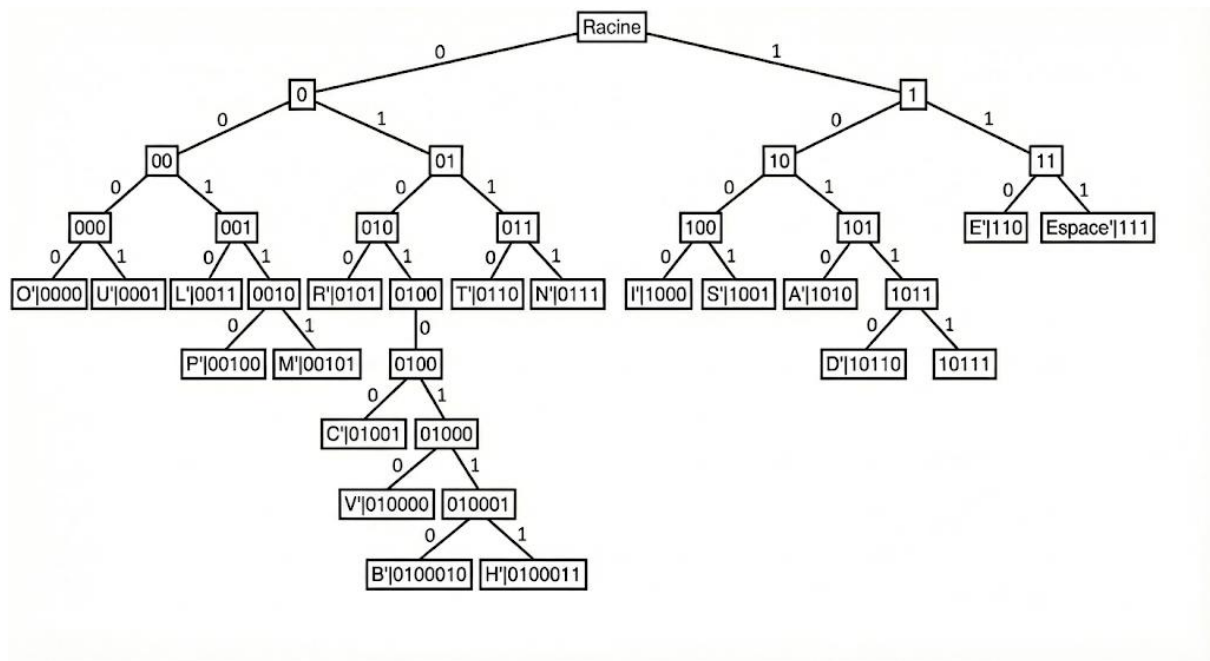 Racine
0 1
0 1
0 1 0 1
00 01 10 11
0 1 0 1 0 1 0 1
000 001 010 011 100 101 E'|110 Espace'|111
0 1 0 1 0 1 0 1 0 1 0 1
O'|0000 U'|0001 L'|0011 0010 R'|0101 0100 T'|0110 N'|0111 I'|1000 S'|1001 A'|1010 1011
0 1 0 0 1
P'|00100 M'|00101 0100 D'|10110 10111
0 1
C'|01001 01000
0 1
V'|010000 010001
0 1
B'|0100010 H'|0100011